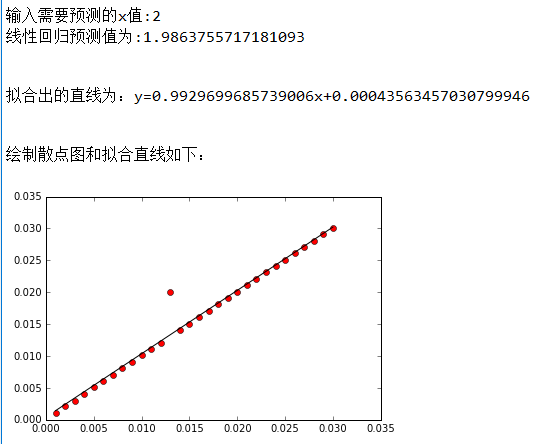 输入需要预测的x值:2
线性回归预测值为:1.9863755717181093
拟合出的直线为：y=0.9929699685739006x+0.00043563457030799946
绘制散点图和拟合直线如下：
0.035
0.030
0.025
0.020
0.015
0.010
0.005
0.000
0.000 0.005 0.010 0.015 0.020 0.025 0.030 0.035